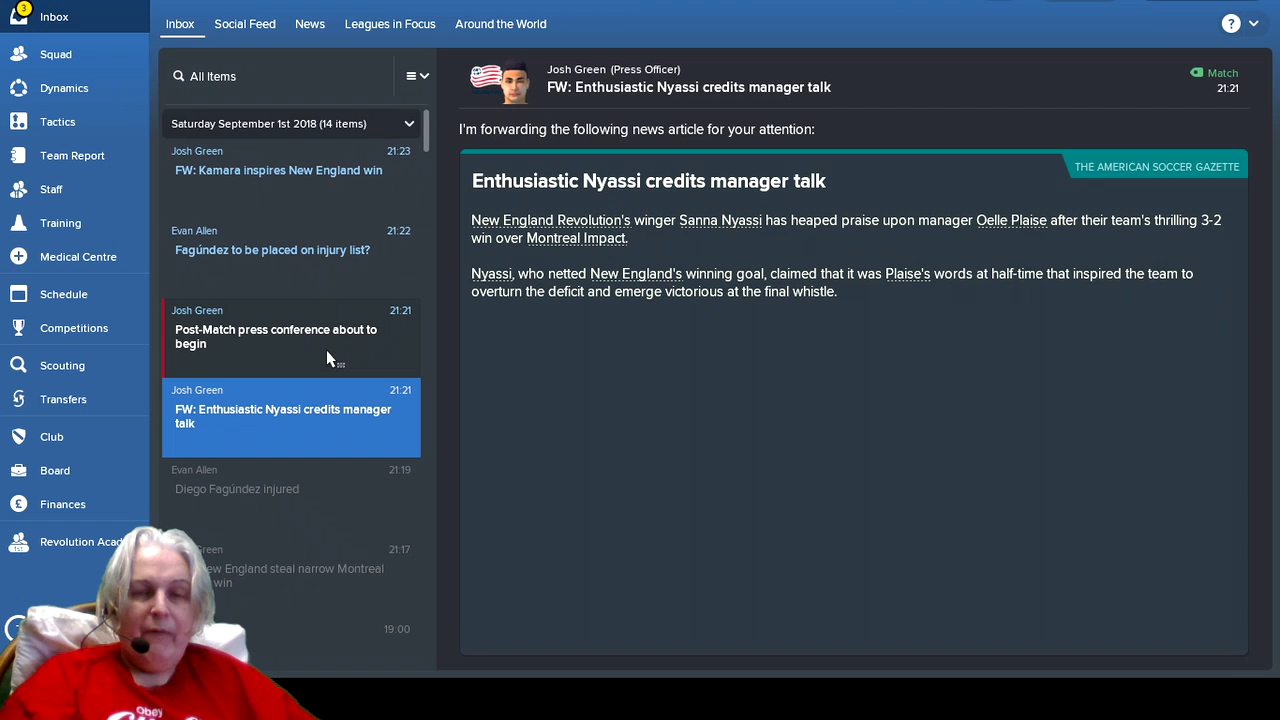 3
Inbox
Squad
Dynamics
Tactics
Team Report
Staff
Training
Medical Centre
Schedule
Competitions
Scouting
Transfers
Club
Board
Finances
Revolution Acad
Inbox
Social Feed
News
Leagues in Focus
Around the World
?
All Items
Saturday September 1st 2018 (14 items)
Josh Green 21:23
FW: Kamara inspires New England win
Evan Allen 21:22
Fagúndez to be placed on injury list?
Josh Green 21:21
Post-Match press conference about to
begin
Josh Green 21:21
FW: Enthusiastic Nyassi credits manager
talk
Evan Allen 21:19
Diego Fagúndez injured
Green 21:17
ew England steal narrow Montreal
win
19:00
Josh Green (Press Officer)
FW: Enthusiastic Nyassi credits manager talk
Match
21:21
I'm forwarding the following news article for your attention:
THE AMERICAN SOCCER GAZETTE
Enthusiastic Nyassi credits manager talk
New England Revolution's winger Sanna Nyassi has heaped praise upon manager Oelle Plaise after their team's thrilling 3-2
win over Montreal Impact.
Nyassi, who netted New England's winning goal, claimed that it was Plaise's words at half-time that inspired the team to
overturn the deficit and emerge victorious at the final whistle.
Obey